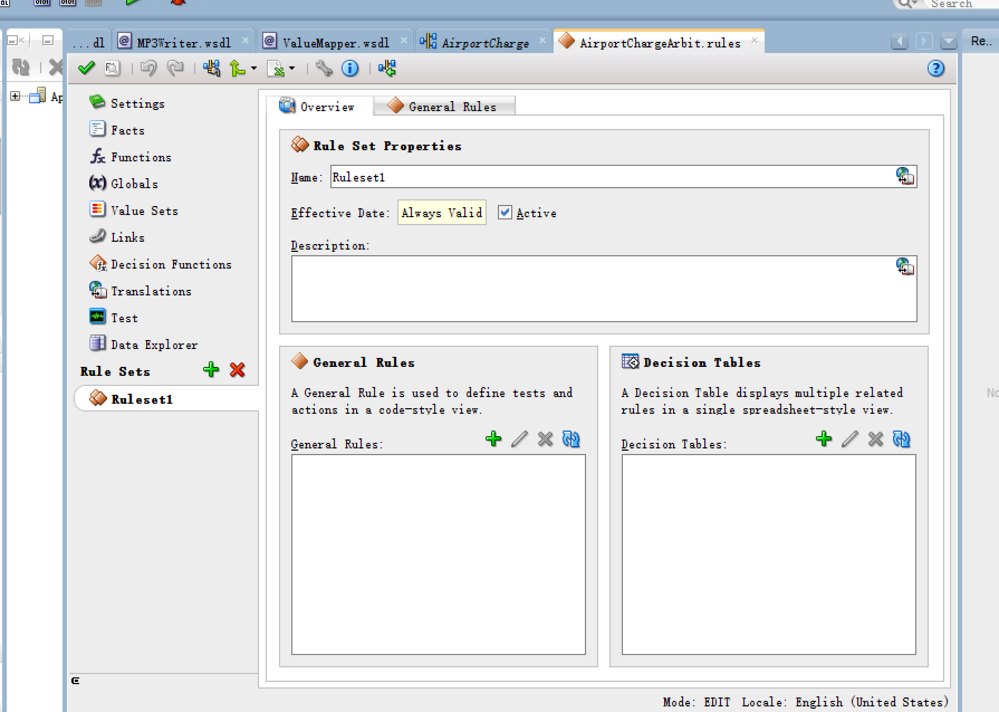 Search
...dl
MP3Writer.wsdl
ValueMapper.wsdl
AirportCharge
AirportChargeArbit.rules
Re..
Ap
Settings
Facts
Functions
Globals
Value Sets
Links
Decision Functions
Translations
Test
Data Explorer
Rule Sets
Ruleset1
Overview
General Rules
Rule Set Properties
Name: Ruleset1
Effective Date: Always Valid Active
Description:
General Rules
A General Rule is used to define tests and
actions in a code-style view.
General Rules:
Decision Tables
A Decision Table displays multiple related
rules in a single spreadsheet-style view.
Decision Tables:
No
Mode: EDIT Locale: English (United States)